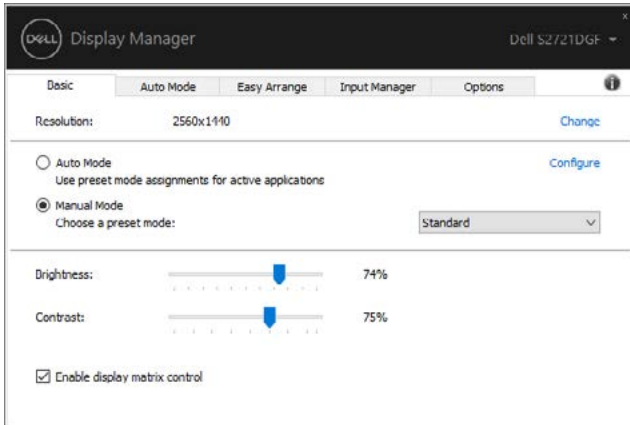 DELL Display Manager
Dell S2721DGF
Basic Auto Mode Easy Arrange Input Manager Options
Resolution: 2560x1440 Change
Auto Mode Configure
Use preset mode assignments for active applications
Manual Mode
Choose a preset mode: Standard
Brightness: 74%
Contrast: 75%
Enable display matrix control